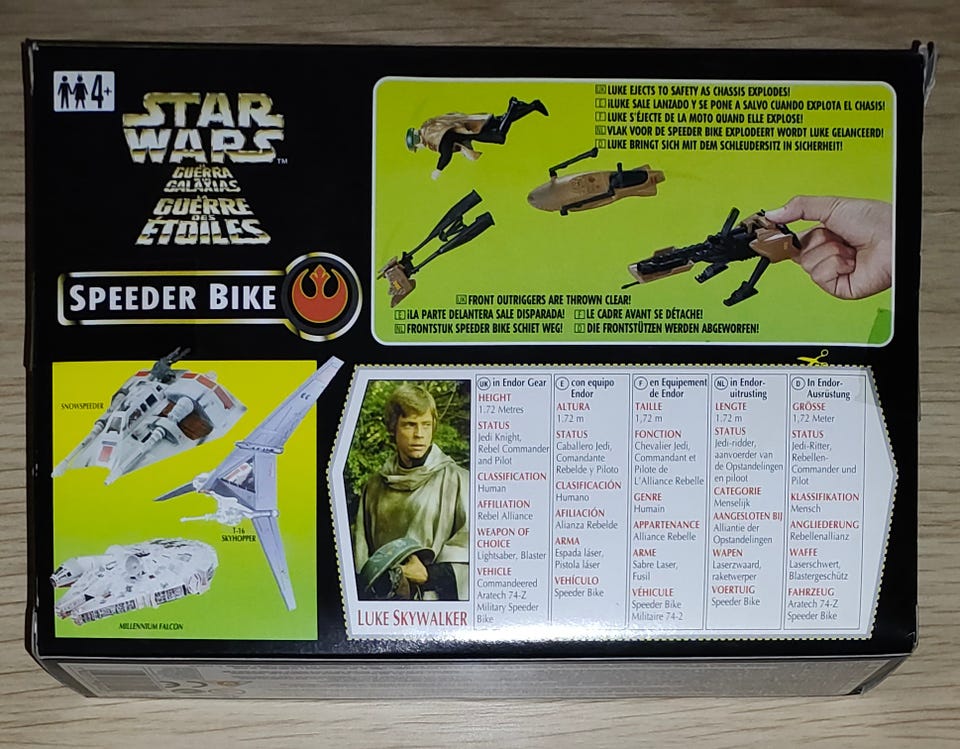 4+
STAR
WARS™
LA
GUERRA
DE LAS
GALAXIAS
LA
GUERRE
DES
ÉTOILES
SPEEDER BIKE
UK LUKE EJECTS TO SAFETY AS CHASSIS EXPLODES!
E ¡LUKE SALE LANZADO Y SE PONE A SALVO CUANDO EXPLOTA EL CHASIS!
F LUKE S'ÉJECTE DE LA MOTO QUAND ELLE EXPLOSE!
NL VLAK VOOR DE SPEEDER BIKE EXPLODEERT WORDT LUKE GELANCEERD!
D LUKE BRINGT SICH MIT DEM SCHLEUDERSITZ IN SICHERHEIT!
UK FRONT OUTRIGGERS ARE THROWN CLEAR!
E ¡LA PARTE DELANTERA SALE DISPARADA! F LE CADRE AVANT SE DÉTACHE!
NL FRONTSTUK SPEEDER BIKE SCHIET WEG! D DIE FRONTSTÜTZEN WERDEN ABGEWORFEN!
SNOWSPEEDER
T-16
SKYHOPPER
MILLENNIUM FALCON
LUKE SKYWALKER
UK in Endor Gear
HEIGHT
1.72 Metres
STATUS
Jedi Knight,
Rebel Commander
and Pilot
CLASSIFICATION
Human
AFFILIATION
Rebel Alliance
WEAPON OF
CHOICE
Lightsaber, Blaster
VEHICLE
Commandeered
Aratech 74-Z
Military Speeder
Bike
E con equipo
Endor
ALTURA
1,72 m
STATUS
Caballero Jedi,
Comandante
Rebelde y Piloto
CLASIFICACIÓN
Humano
AFILIACIÓN
Alianza Rebelde
ARMA
Espada láser,
Pistola láser
VEHÍCULO
Speeder Bike
F en Equipement
de Endor
TAILLE
1,72 m
FONCTION
Chevalier Jedi,
Commandant et
Pilote de
L'Alliance Rebelle
GENRE
Humain
APPARTENANCE
Alliance Rebelle
ARME
Sabre Laser,
Fusil
VÉHICULE
Speeder Bike
Militaire 74-2
NL in Endor-
uitrusting
LENGTE
1,72 m
STATUS
Jedi-ridder,
aanvoerder van
de Opstandelingen
en piloot
CATEGORIE
Menselijk
AANGESLOTEN BIJ
Alliantie der
Opstandelingen
WAPEN
Laserzwaard,
raketwerper
VOERTUIG
Speeder Bike
D In Endor-
Ausrüstung
GRÖSSE
1,72 Meter
STATUS
Jedi-Ritter,
Rebellen-
Commander und
Pilot
KLASSIFIKATION
Mensch
ANGLIEDERUNG
Rebellenallianz
WAFFE
Laserschwert,
Blastergeschütz
FAHRZEUG
Aratech 74-Z
Speeder Bike